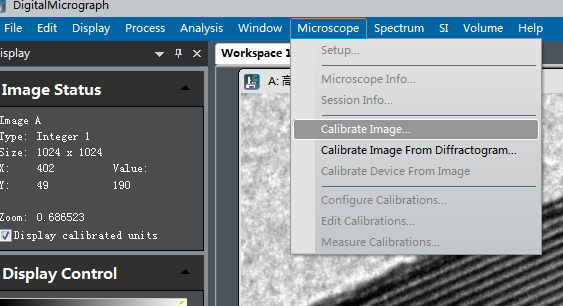 DigitalMicrograph
File Edit Display Process Analysis Window Microscope Spectrum SI Volume Help
display
Workspace 1
Image Status
Image A
Type: Integer 1
Size: 1024 x 1024
X: 402 Value:
Y: 49 190
Zoom: 0.686523
Display calibrated units
Display Control
A: 高
Setup...
Microscope Info...
Session Info...
Calibrate Image...
Calibrate Image From Diffractogram...
Calibrate Device From Image
Configure Calibrations...
Edit Calibrations...
Measure Calibrations...